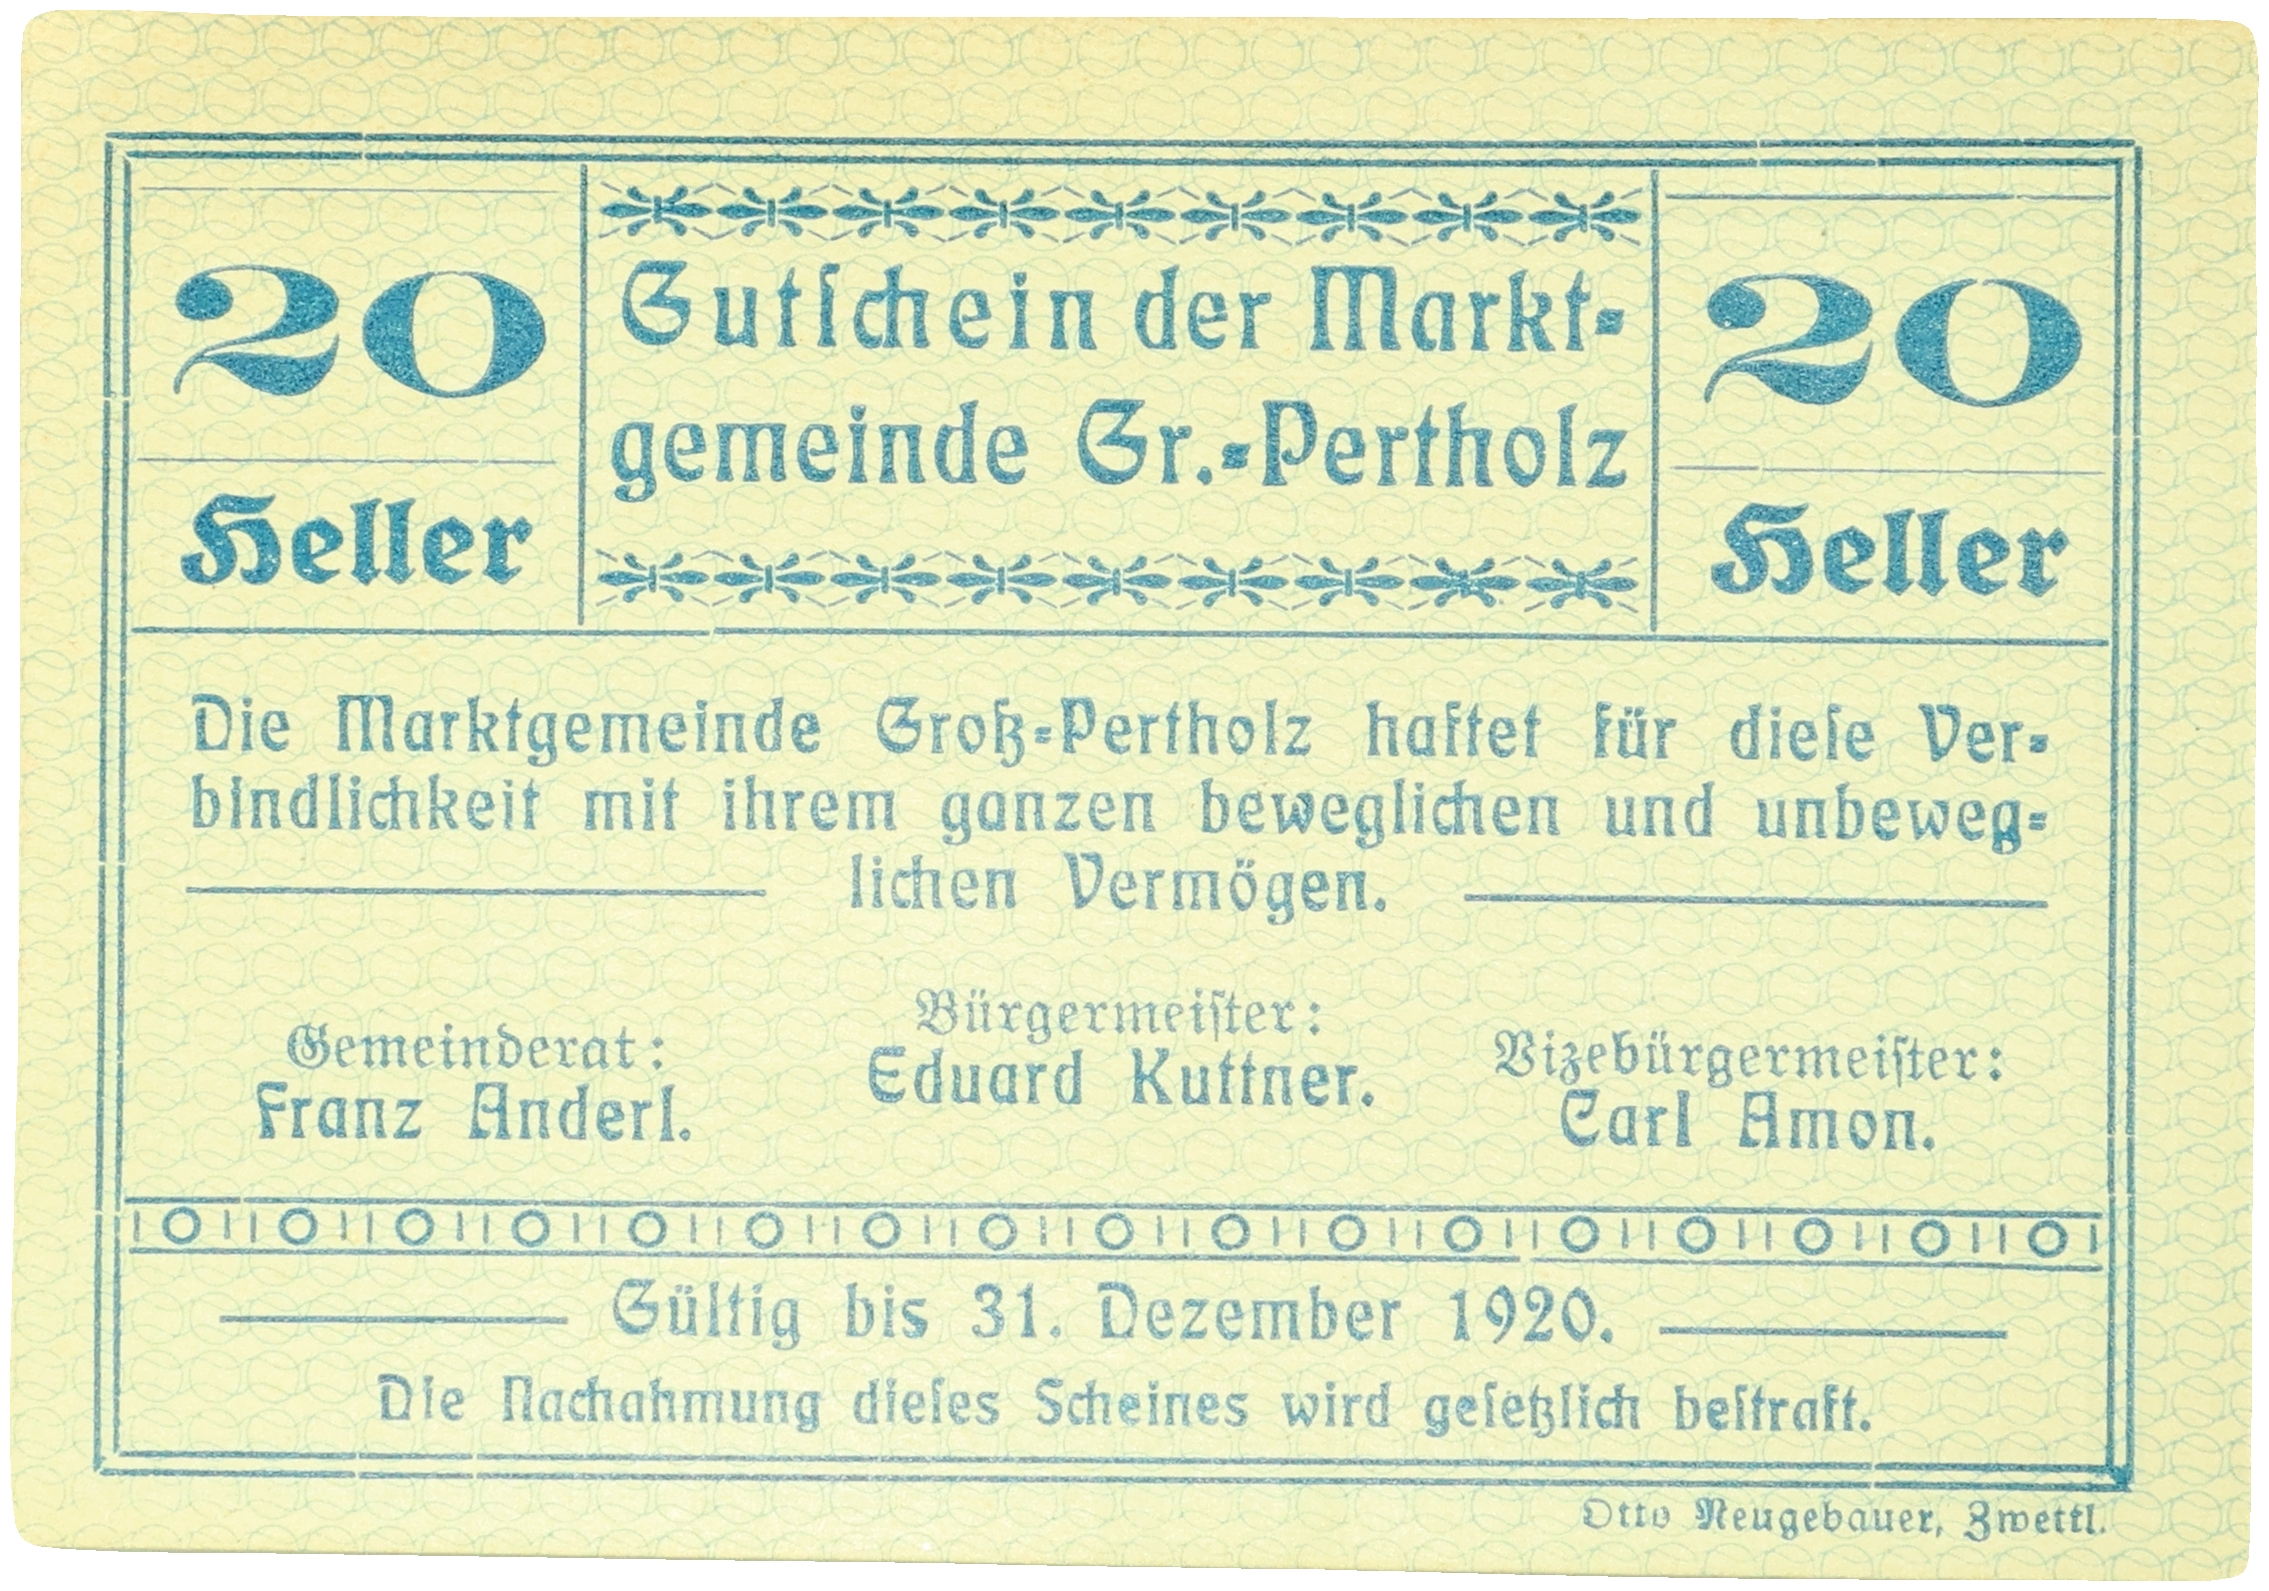 20
Heller
Gutschein der Markt-
gemeinde Gr.-Pertholz
20
Heller
Die Marktgemeinde Groß-Pertholz haftet für diese Ver-
bindlichkeit mit ihrem ganzen beweglichen und unbeweg-
lichen Vermögen.
Gemeinderat:
Franz Anderl.
Bürgermeister:
Eduard Kuttner.
Vizebürgermeister:
Carl Amon.
Gültig bis 31. Dezember 1920.
Die Nachahmung dieses Scheines wird gesetzlich bestraft.
Otto Neugebauer, Zwettl.